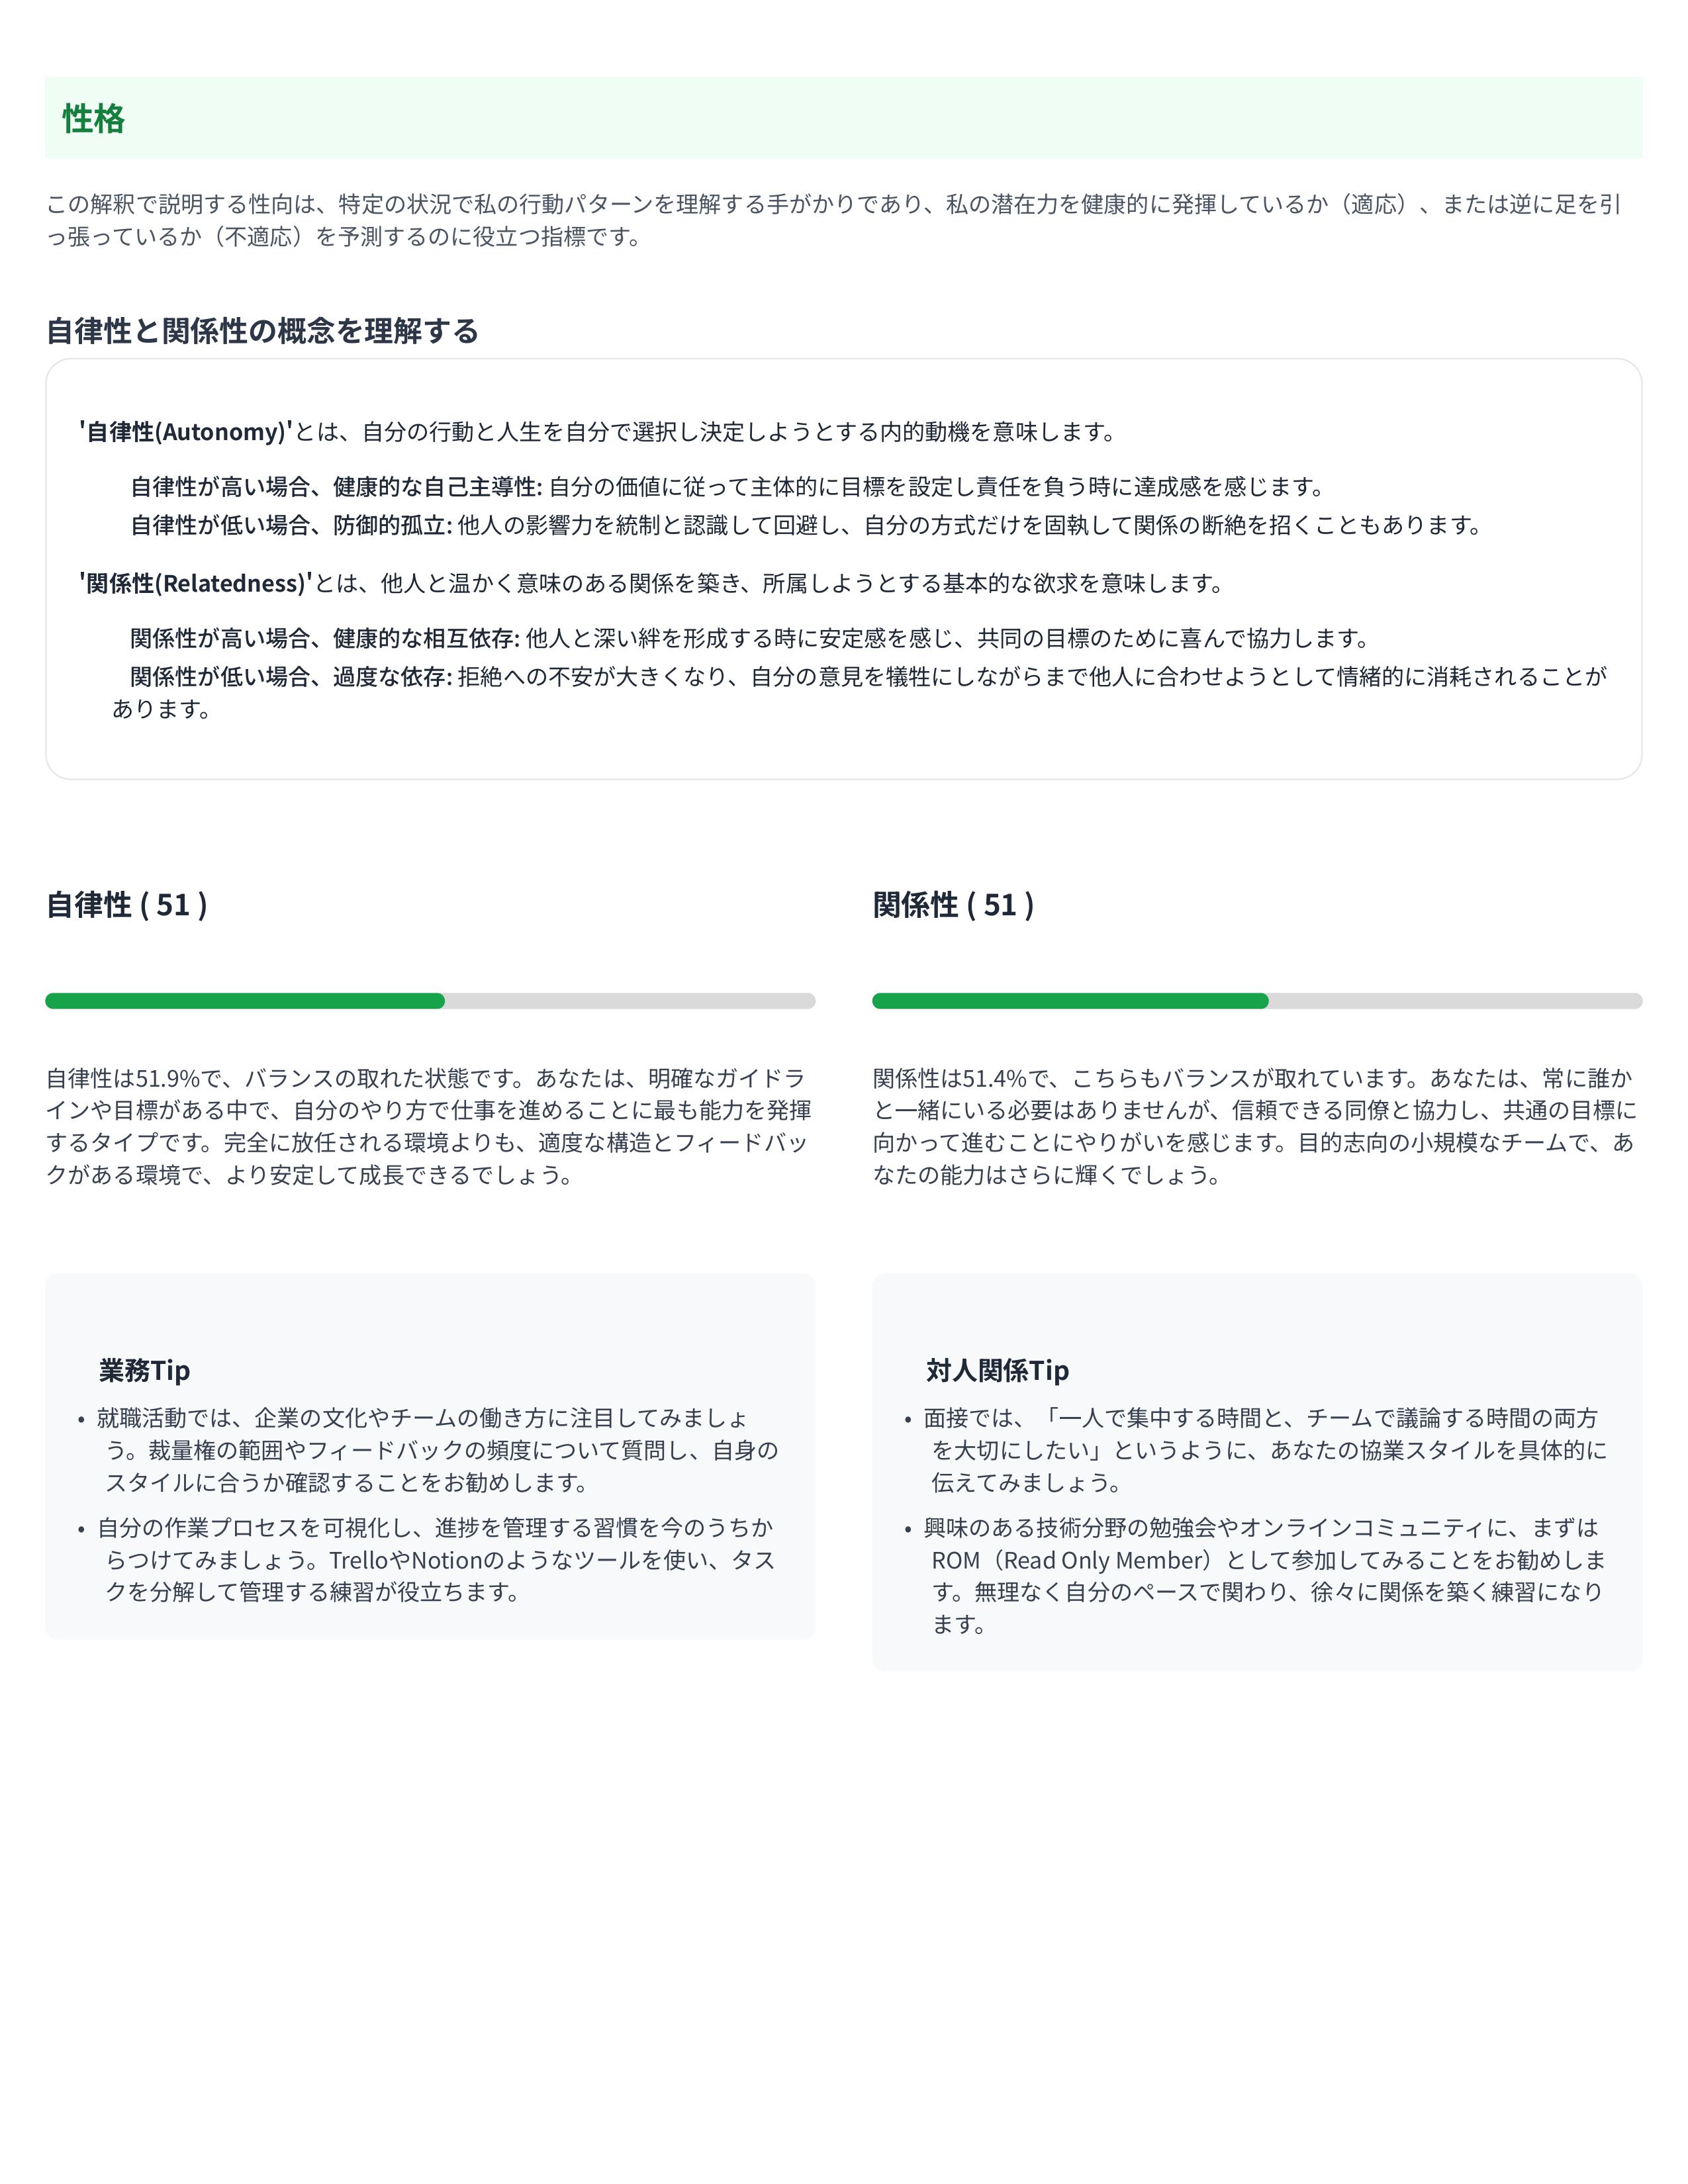 性格
この解釈で説明する性向は、特定の状況で私の行動パターンを理解する手がかりであり、私の潜在力を健康的に発揮しているか（適応）、または逆に足を引
っ張っているか（不適応）を予測するのに役立つ指標です。
自律性と関係性の概念を理解する
'自律性(Autonomy)'とは、自分の行動と人生を自分で選択し決定しようとする内的動機を意味します。
自律性が高い場合、健康的な自己主導性: 自分の価値に従って主体的に目標を設定し責任を負う時に達成感を感じます。
自律性が低い場合、防御的孤立: 他人の影響力を統制と認識して回避し、自分の方式だけを固執して関係の断絶を招くこともあります。
'関係性(Relatedness)'とは、他人と温かく意味のある関係を築き、所属しようとする基本的な欲求を意味します。
関係性が高い場合、健康的な相互依存: 他人と深い絆を形成する時に安定感を感じ、共同の目標のために喜んで協力します。
関係性が低い場合、過度な依存: 拒絶への不安が大きくなり、自分の意見を犠牲にしながらまで他人に合わせようとして情緒的に消耗されることが
あります。
自律性 ( 51 )
自律性は51.9%で、バランスの取れた状態です。あなたは、明確なガイドラ
インや目標がある中で、自分のやり方で仕事を進めることに最も能力を発揮
するタイプです。完全に放任される環境よりも、適度な構造とフィードバッ
クがある環境で、より安定して成長できるでしょう。
業務Tip
• 就職活動では、企業の文化やチームの働き方に注目してみましょ
う。裁量権の範囲やフィードバックの頻度について質問し、自身の
スタイルに合うか確認することをお勧めします。
• 自分の作業プロセスを可視化し、進捗を管理する習慣を今のうちか
らつけてみましょう。TrelloやNotionのようなツールを使い、タス
クを分解して管理する練習が役立ちます。
関係性 ( 51 )
関係性は51.4%で、こちらもバランスが取れています。あなたは、常に誰か
と一緒にいる必要はありませんが、信頼できる同僚と協力し、共通の目標に
向かって進むことにやりがいを感じます。目的志向の小規模なチームで、あ
なたの能力はさらに輝くでしょう。
対人関係Tip
• 面接では、「一人で集中する時間と、チームで議論する時間の両方
を大切にしたい」というように、あなたの協業スタイルを具体的に
伝えてみましょう。
• 興味のある技術分野の勉強会やオンラインコミュニティに、まずは
ROM（Read Only Member）として参加してみることをお勧めしま
す。無理なく自分のペースで関わり、徐々に関係を築く練習になり
ます。